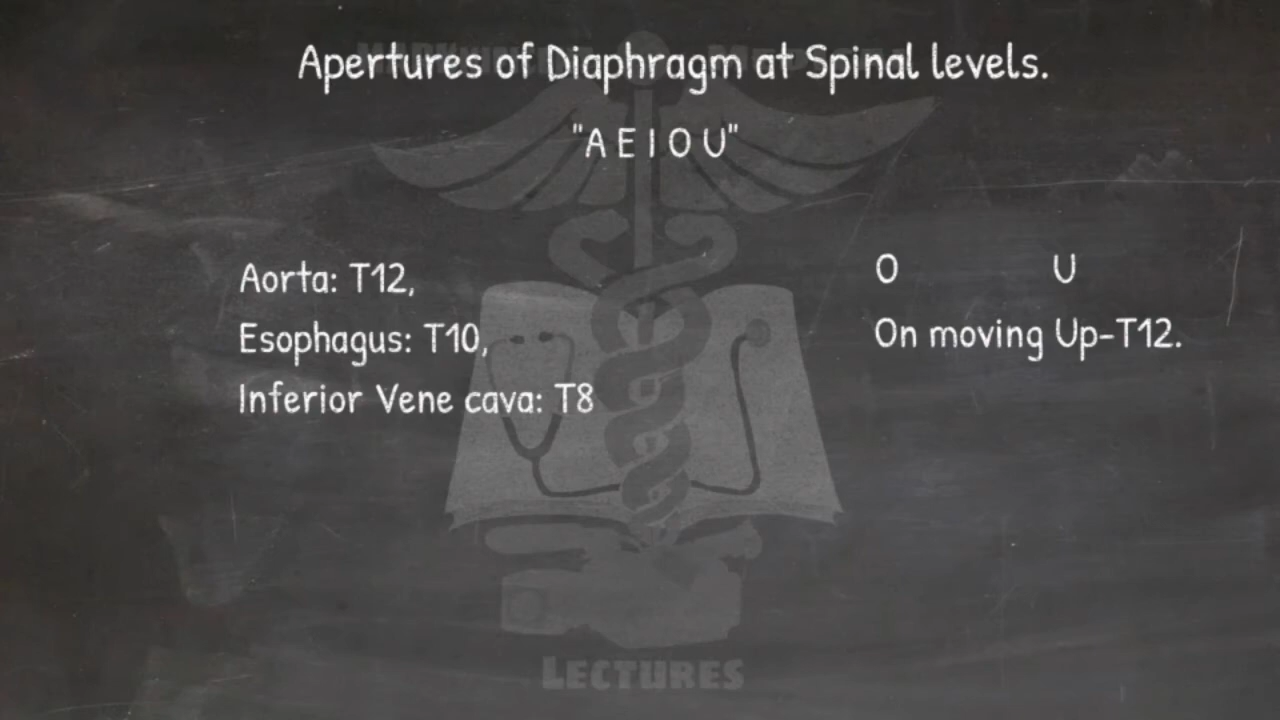 Apertures of Diaphragm at Spinal levels.
"A E I O U"
Aorta: T12,
Esophagus: T10,
Inferior Vene cava: T8
O U
On moving Up-T12.
LECTURES